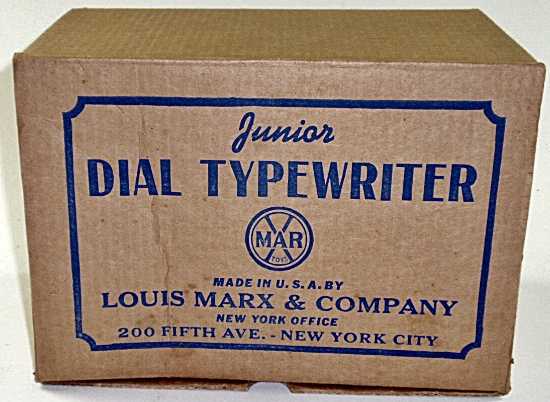 Junior
DIAL TYPEWRITER
MAR
TOYS
MADE IN U.S.A. BY
LOUIS MARX & COMPANY
NEW YORK OFFICE
200 FIFTH AVE. - NEW YORK CITY